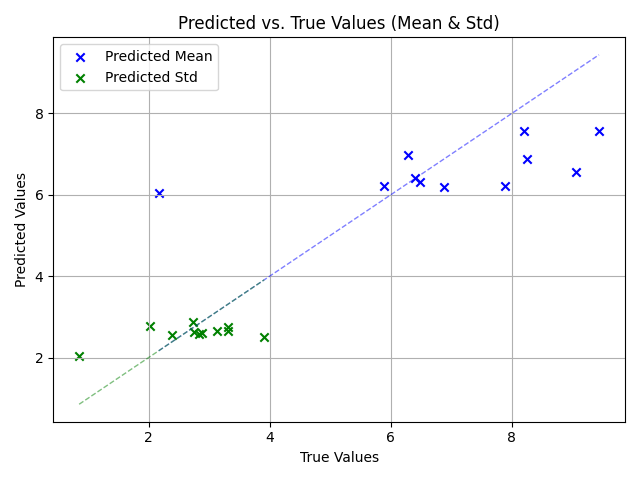 Predicted vs. True Values (Mean & Std)
Predicted Mean
Predicted Std
Predicted Values
8
6
4
2
2 4 6 8
True Values